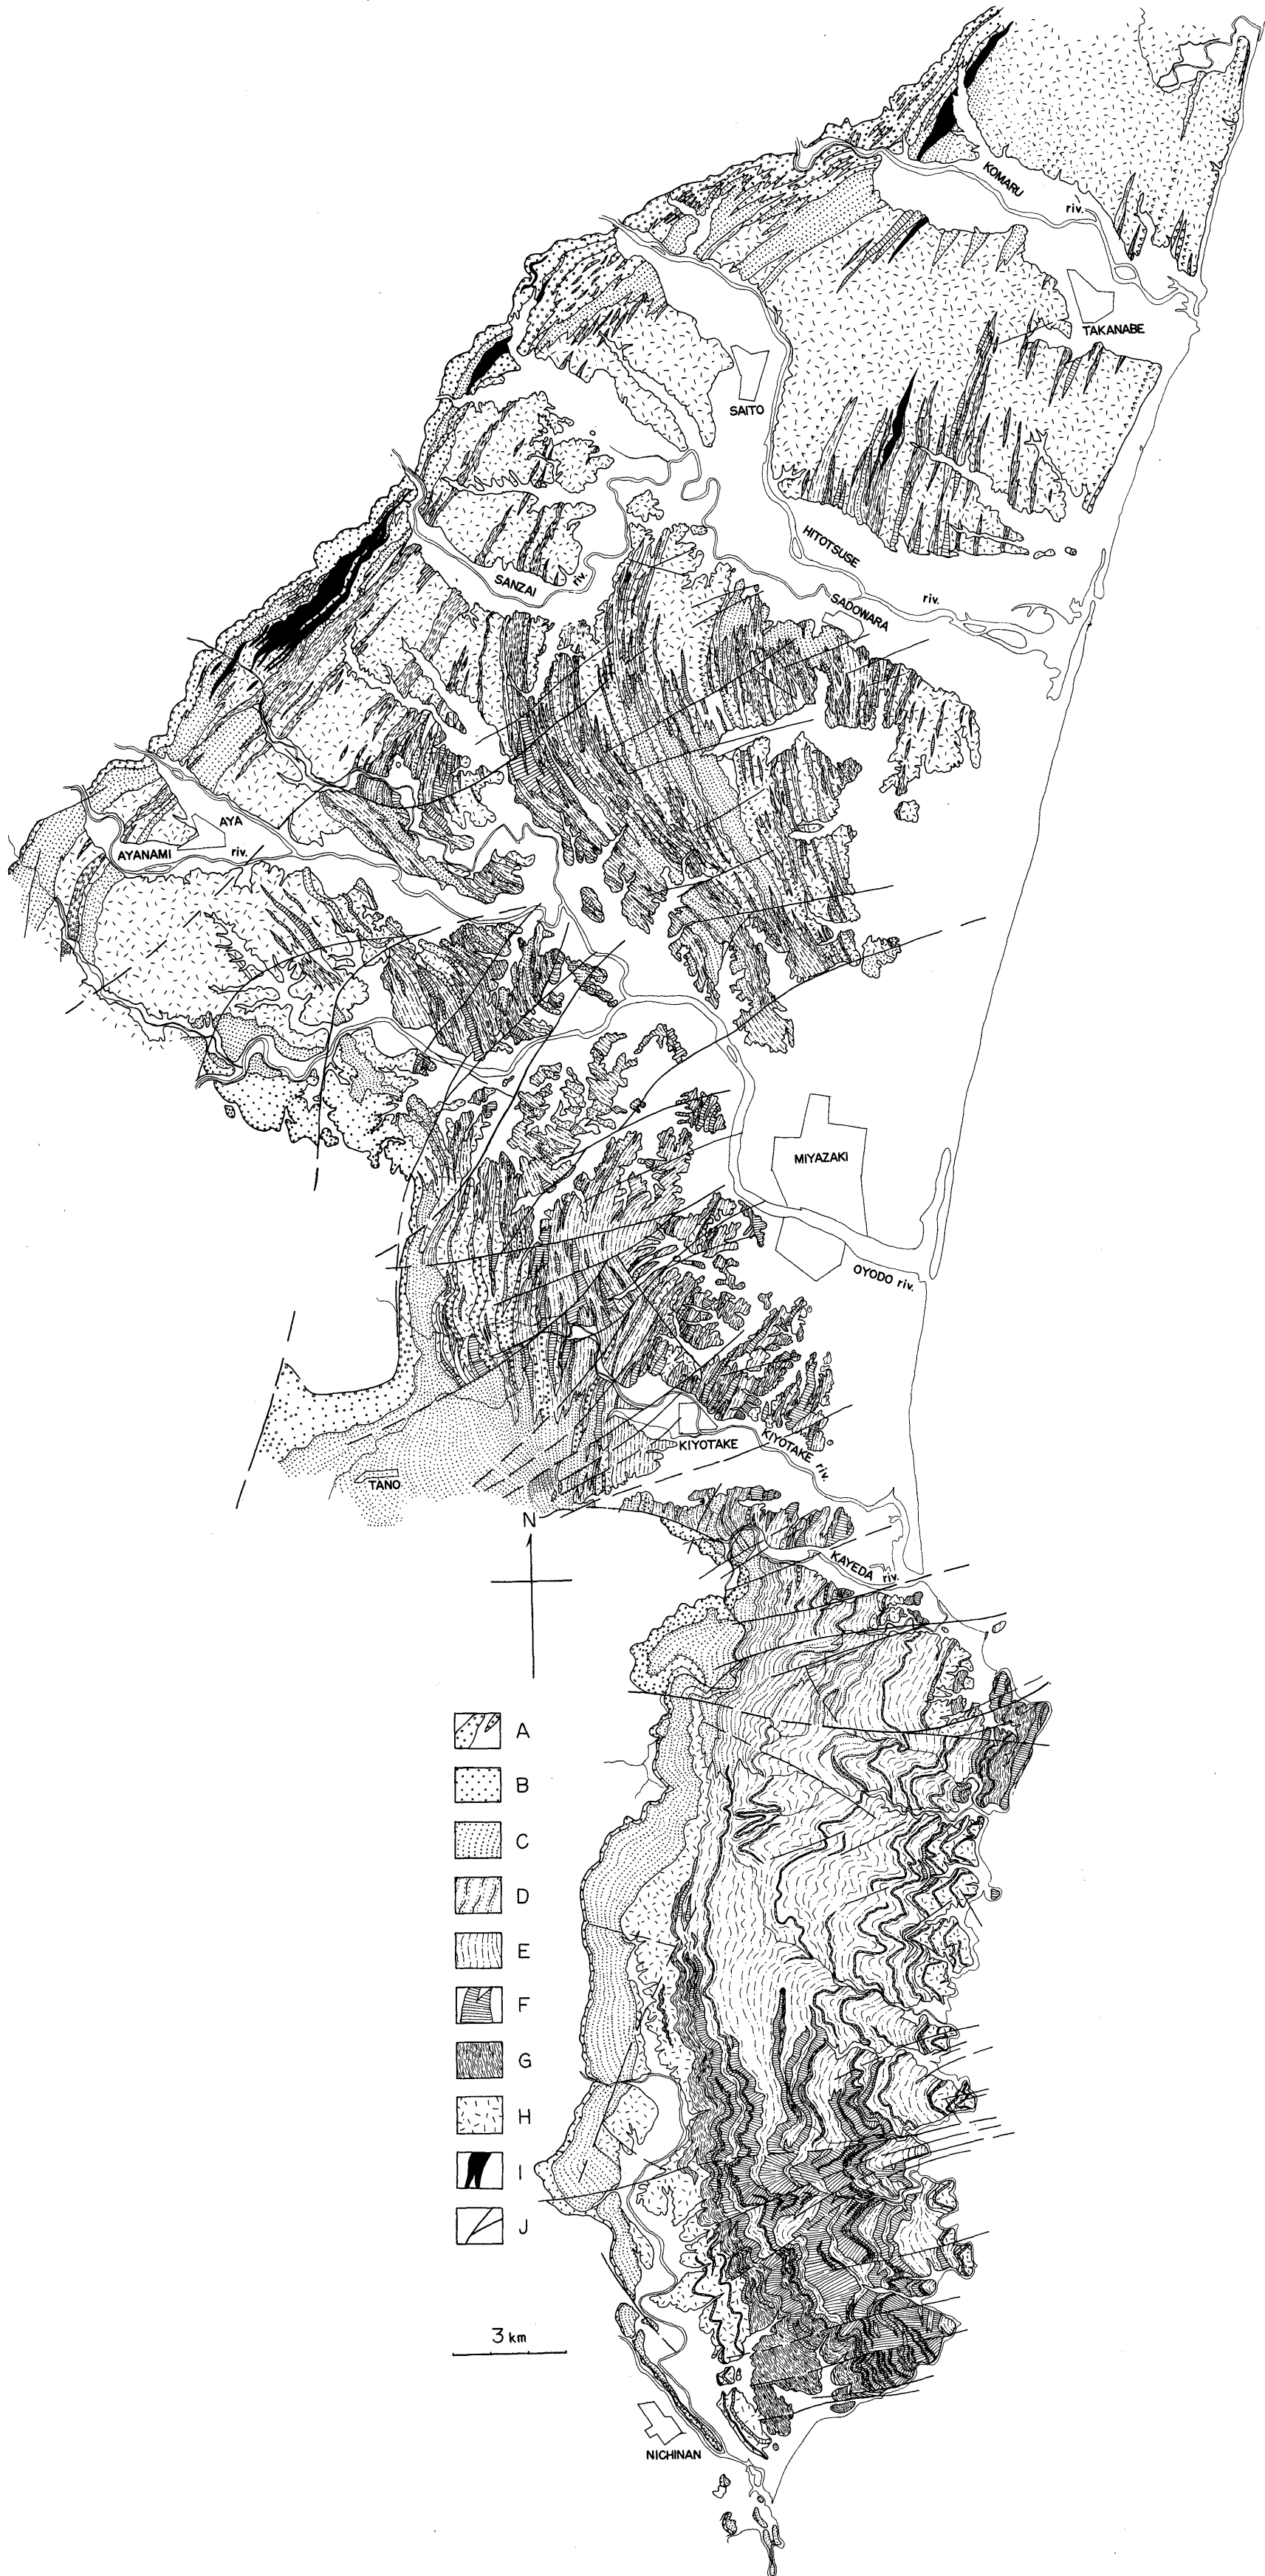 KOMARU
riv.
TAKANABE
SAITO
HITOTSUSE
riv.
SANZAI
riv.
SADOWARA
AYA
AYANAMI riv.
MIYAZAKI
OYODO riv.
KIYOTAKE
KIYOTAKE riv.
TANO
N
KAYEDA riv.
A
B
C
D
E
F
G
H
I
J
3 km
NICHINAN